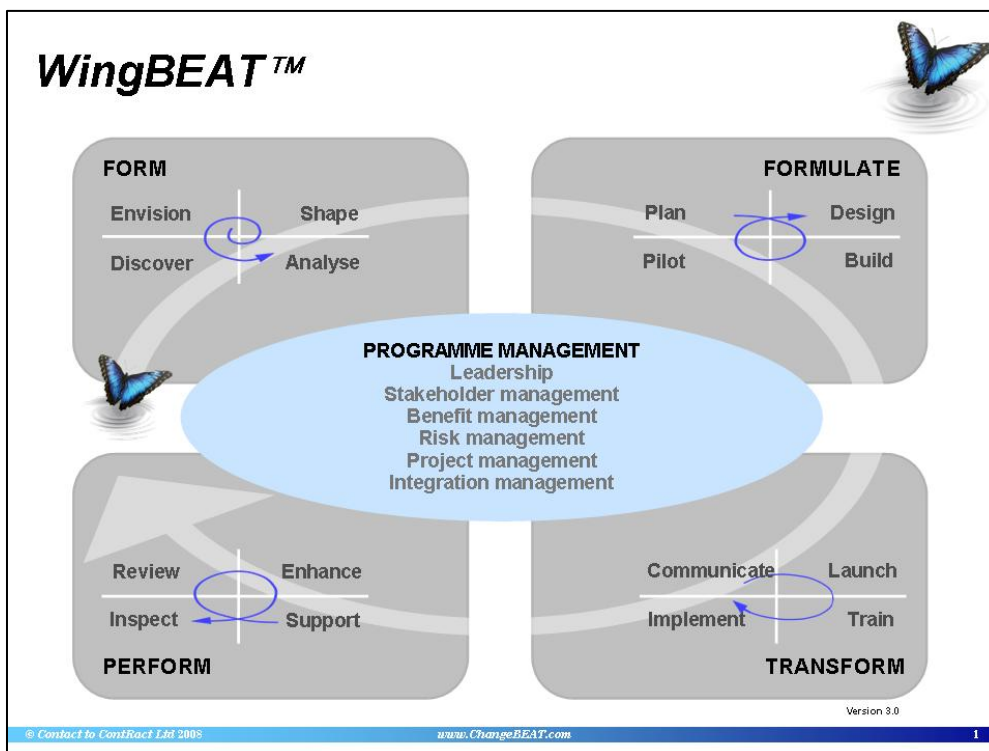 WingBEAT™
FORM
Envision Shape
Discover Analyse
FORMULATE
Plan Design
Pilot Build
PROGRAMME MANAGEMENT
Leadership
Stakeholder management
Benefit management
Risk management
Project management
Integration management
Review Enhance
Inspect Support
PERFORM
Communicate Launch
Implement Train
TRANSFORM
Version 3.0
© Contact to ContRact Ltd 2008 www.ChangeBEAT.com 1